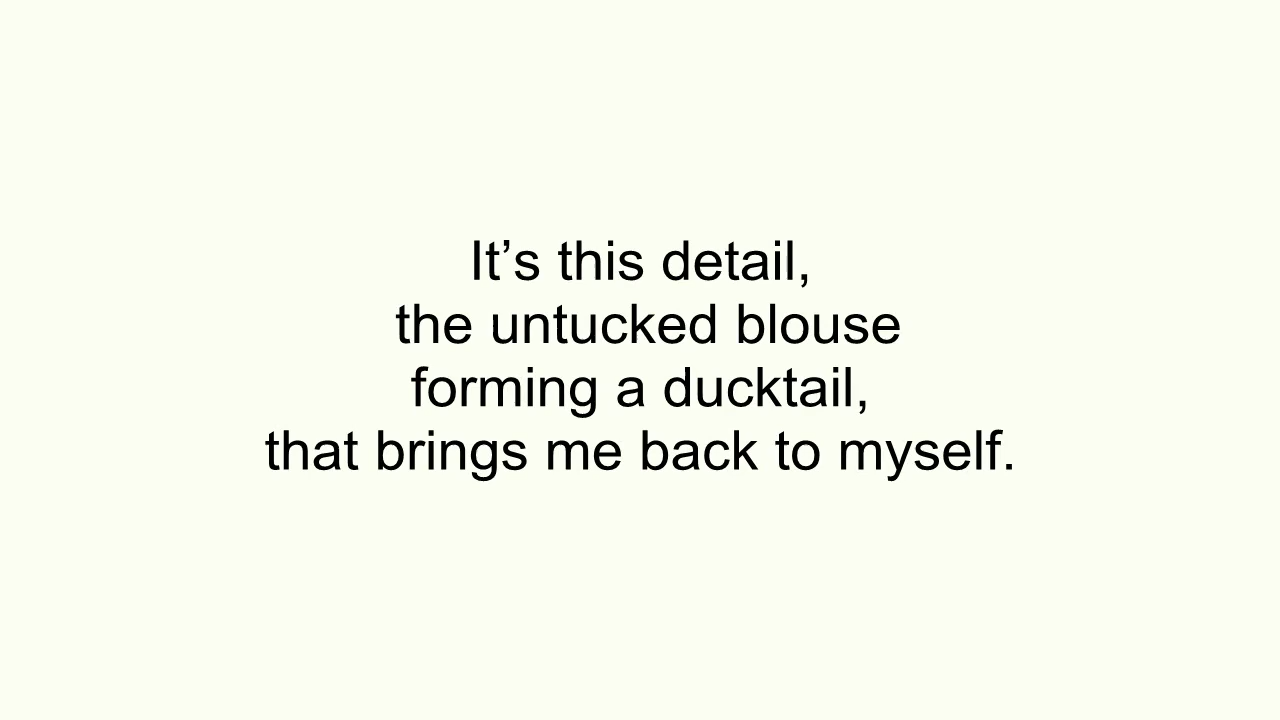 It’s this detail,
the untucked blouse
forming a ducktail,
that brings me back to myself.